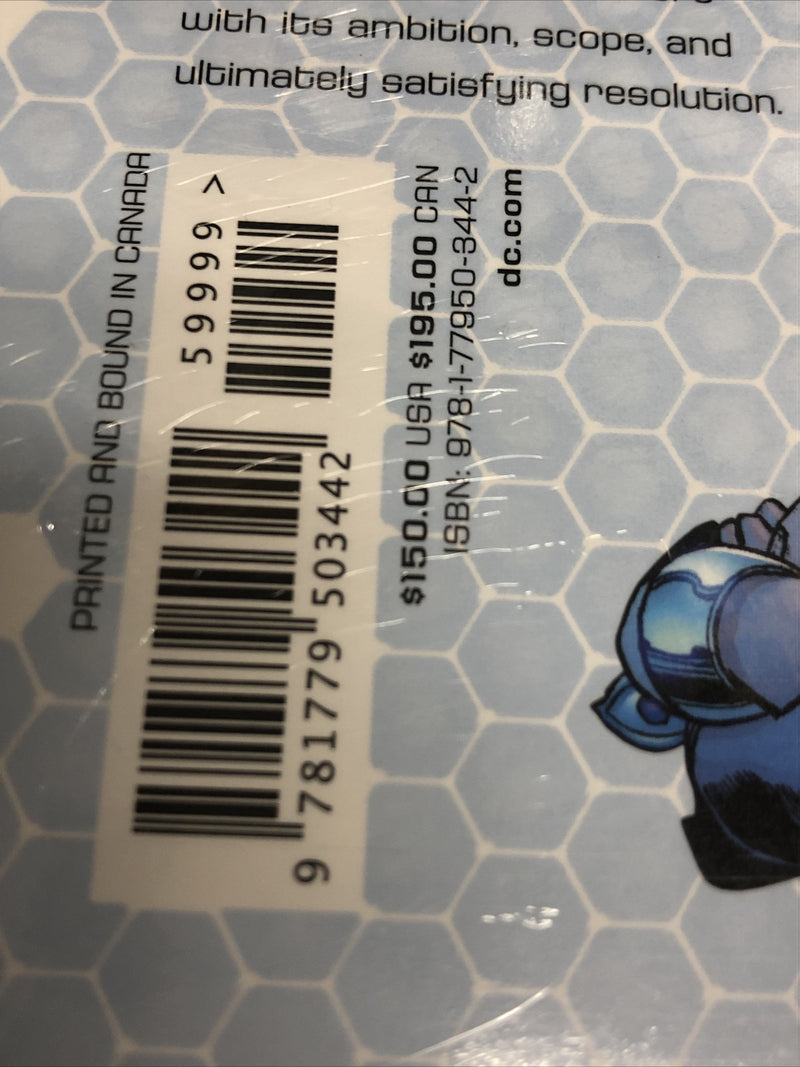 with its ambition, scope, and
ultimately satisfying resolution.
PRINTED AND BOUND IN CANADA
59999 >
9 781779 503442
$150.00 USA $195.00 CAN
ISBN: 978-1-77950-344-2
dc.com